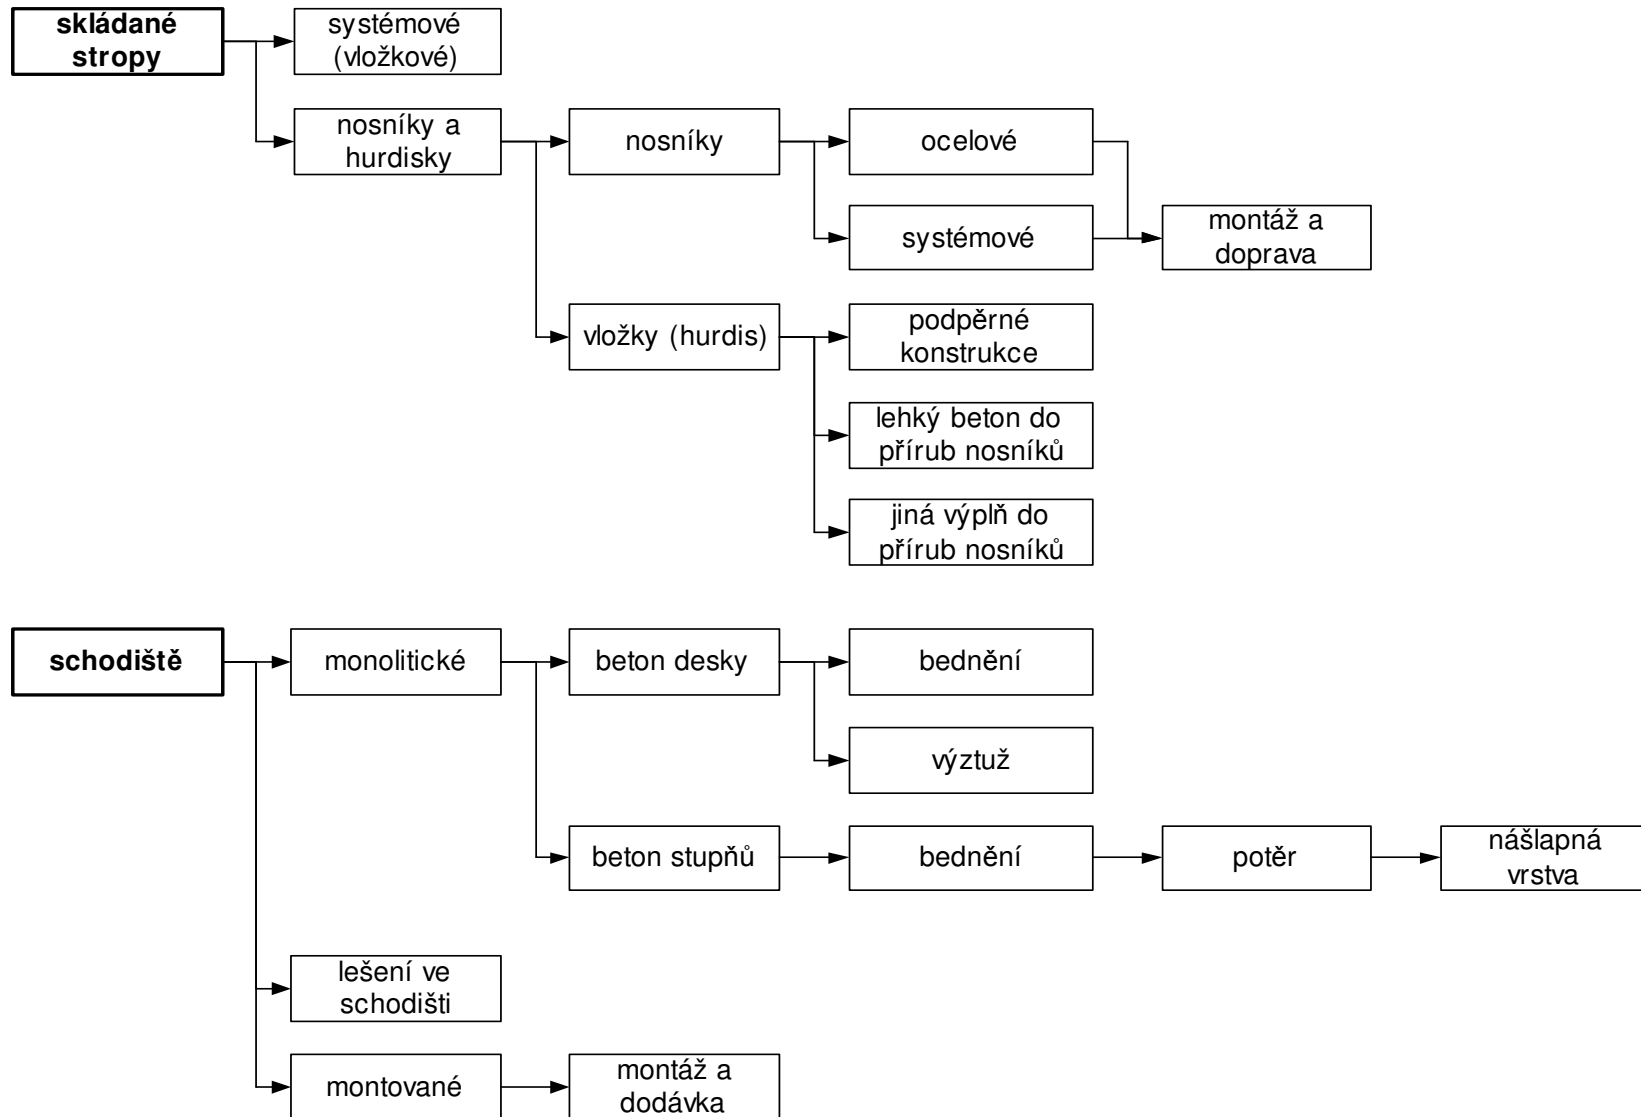 skládané
stropy
systémové
(vložkové)
nosníky a
hurdisky
nosníky
ocelové
systémové
montáž a
doprava
vložky (hurdis)
podpěrné
konstrukce
lehký beton do
přírub nosníků
jiná výplň do
přírub nosníků
schodiště
monolitické
beton desky
bednění
výztuž
beton stupňů
bednění
potěr
nášlapná
vrstva
lešení ve
schodišti
montované
montáž a
dodávka